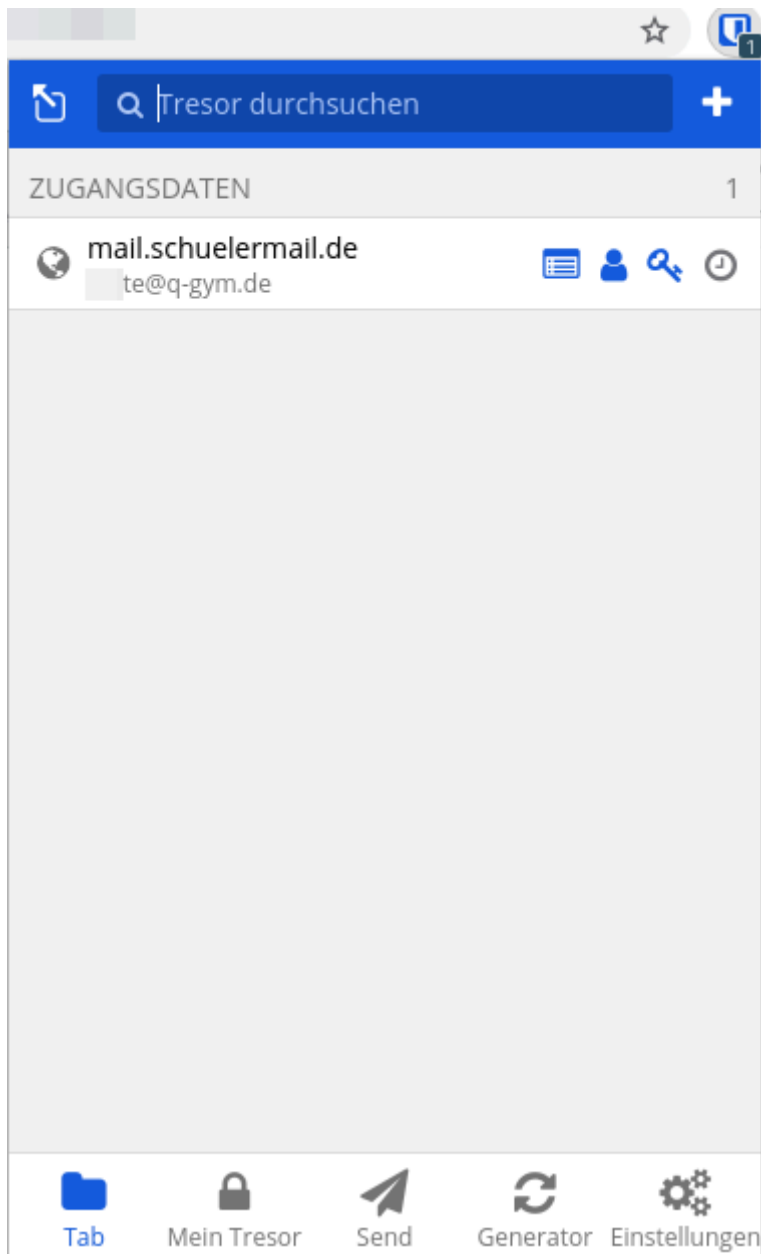 1
Tresor durchsuchen
ZUGANGSDATEN 1
mail.schuelermail.de
te@q-gym.de
Tab Mein Tresor Send Generator Einstellungen